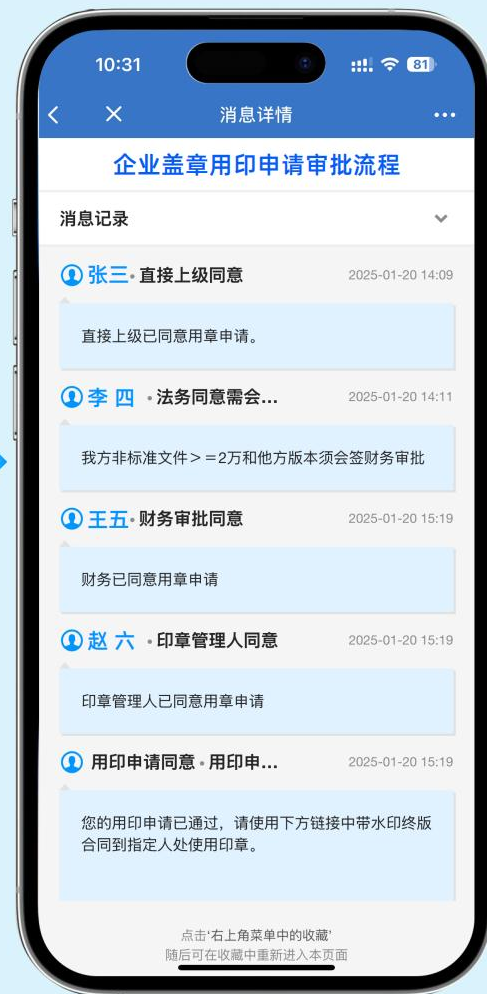 10:31
81
消息详情
企业盖章用印申请审批流程
消息记录
张三·直接上级同意 2025-01-20 14:09
直接上级已同意用章申请。
李 四 ·法务同意需会... 2025-01-20 14:11
我方非标准文件＞=2万和他方版本须会签财务审批
王五·财务审批同意 2025-01-20 15:19
财务已同意用章申请
赵 六 ·印章管理人同意 2025-01-20 15:19
印章管理人已同意用章申请
用印申请同意·用印申... 2025-01-20 15:19
您的用印申请已通过，请使用下方链接中带水印终版
合同到指定人处使用印章。
点击‘右上角菜单中的收藏’
随后可在收藏中重新进入本页面